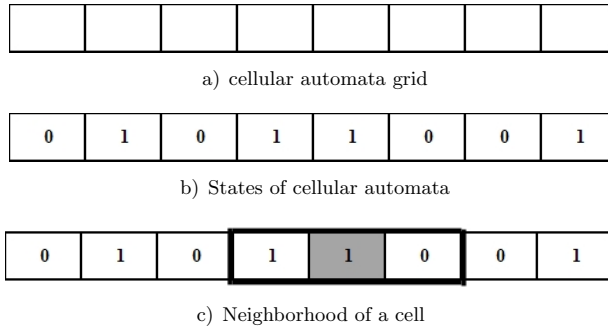 a) cellular automata grid
0 1 0 1 1 0 0 1
b) States of cellular automata
0 1 0 1 1 0 0 1
c) Neighborhood of a cell